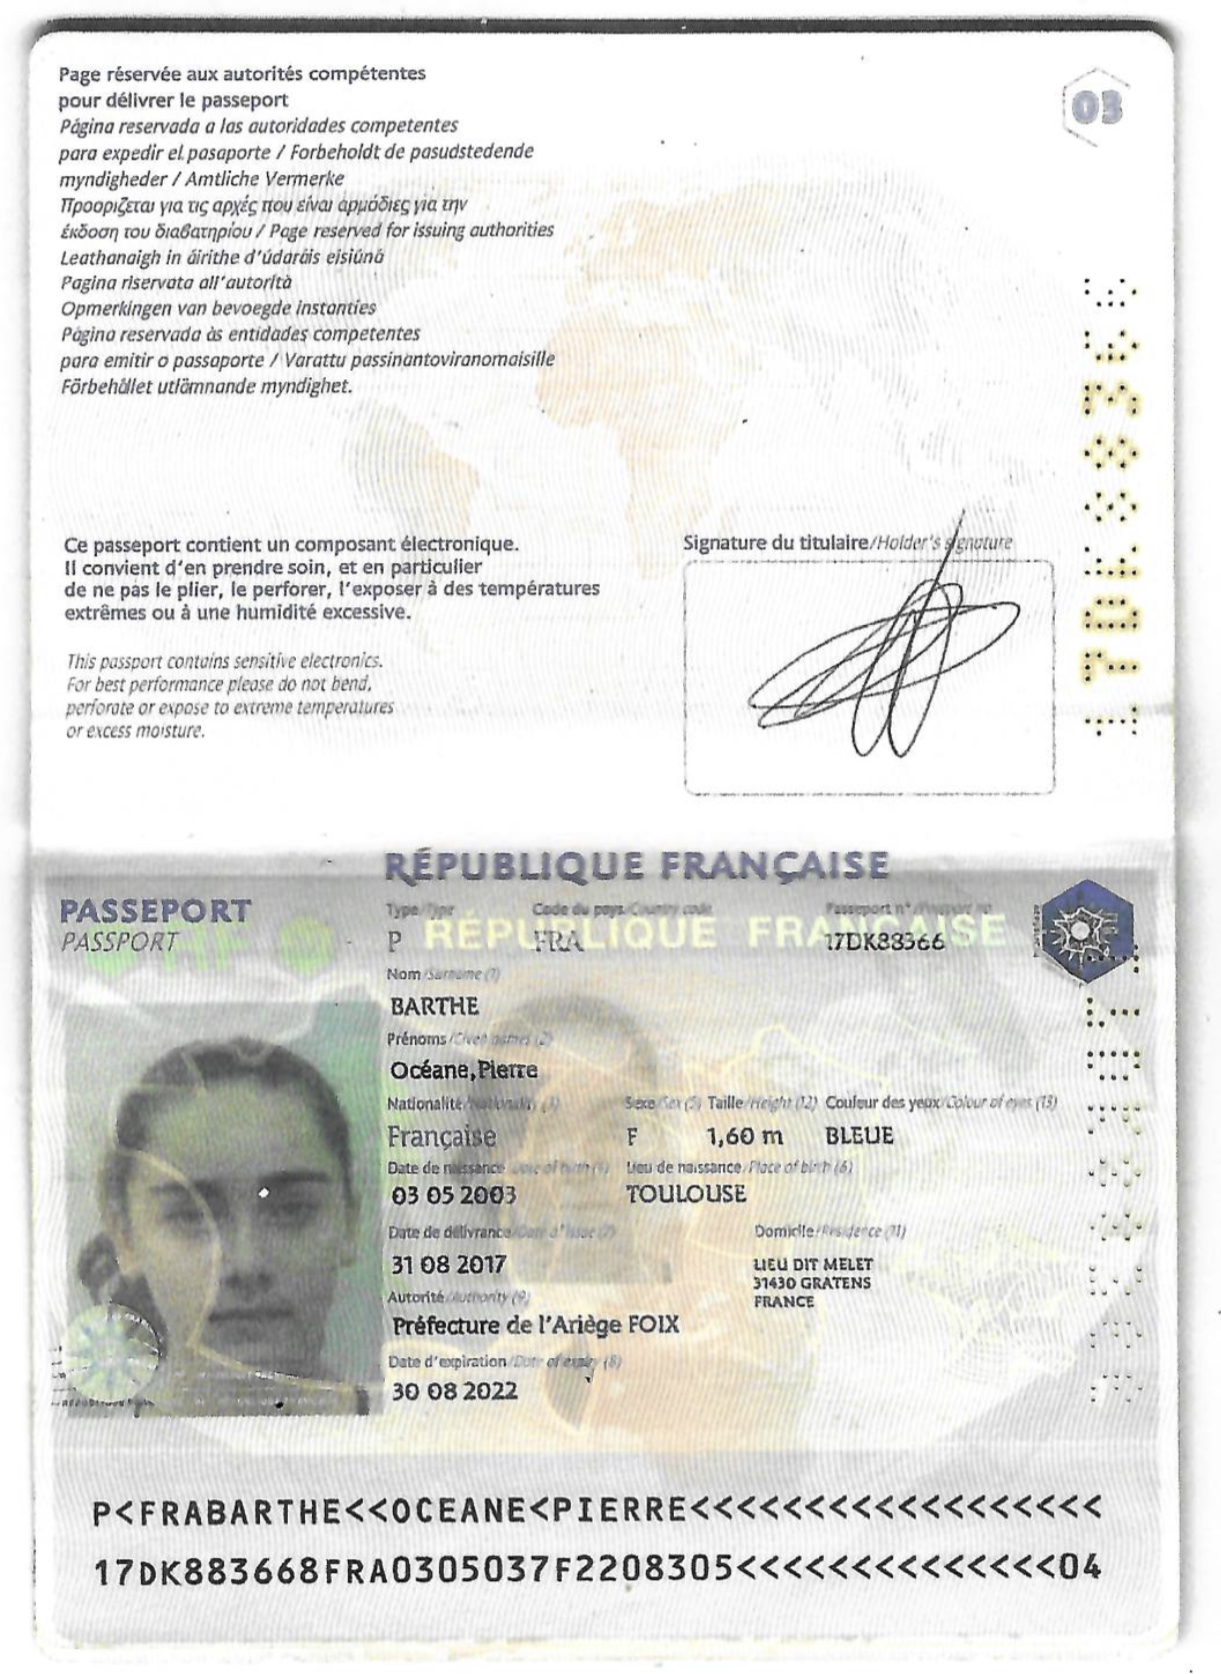 Page réservée aux autorités compétentes
pour délivrer le passeport
Página reservada a las autoridades competentes
para expedir el pasaporte / Forbeholdt de pasudstedende
myndigheder / Amtliche Vermerke
Προορίζεται για τις αρχές που είναι αρμόδιες για την
έκδοση του διαβατηρίου / Page reserved for issuing authorities
Leathanaigh in áirithe d'údaráis eisiúna
Pagina riservata all'autorità
Opmerkingen van bevoegde instanties
Página reservada às entidades competentes
para emitir o passaporte / Varattu passinantoviranomaisille
Förbehållet utlämnande myndighet.
03
Ce passeport contient un composant électronique.
Il convient d'en prendre soin, et en particulier
de ne pas le plier, le perforer, l'exposer à des températures
extrêmes ou à une humidité excessive.
This passport contains sensitive electronics.
For best performance please do not bend,
perforate or expose to extreme temperatures
or excess moisture.
Signature du titulaire/Holder's signature
17DK88366
RÉPUBLIQUE FRANÇAISE
PASSEPORT
PASSPORT
Type/Type Code du pays/Country code Passeport n°/Passport no
P FRA 17DK88366
RÉPUBLIQUE FRANÇAISE
Nom/Surname (1)
BARTHE
Prénoms/Given names (2)
Océane,Pierre
Nationalité/Nationality (3) Sexe/Sex (5) Taille/Height (12) Couleur des yeux/Colour of eyes (13)
Française F 1,60 m BLEUE
Date de naissance/Date of birth (4) Lieu de naissance/Place of birth (6)
03 05 2003 TOULOUSE
Date de délivrance/Date of issue (7) Domicile/Residence (11)
31 08 2017 LIEU DIT MELET
31430 GRATENS
FRANCE
Autorité/Authority (9)
Préfecture de l'Ariège FOIX
Date d'expiration/Date of expiry (8)
30 08 2022
P<FRABARTHE<<OCEANE<PIERRE<<<<<<<<<<<<<<<<<<
17DK883668FRA0305037F2208305<<<<<<<<<<<<<<04